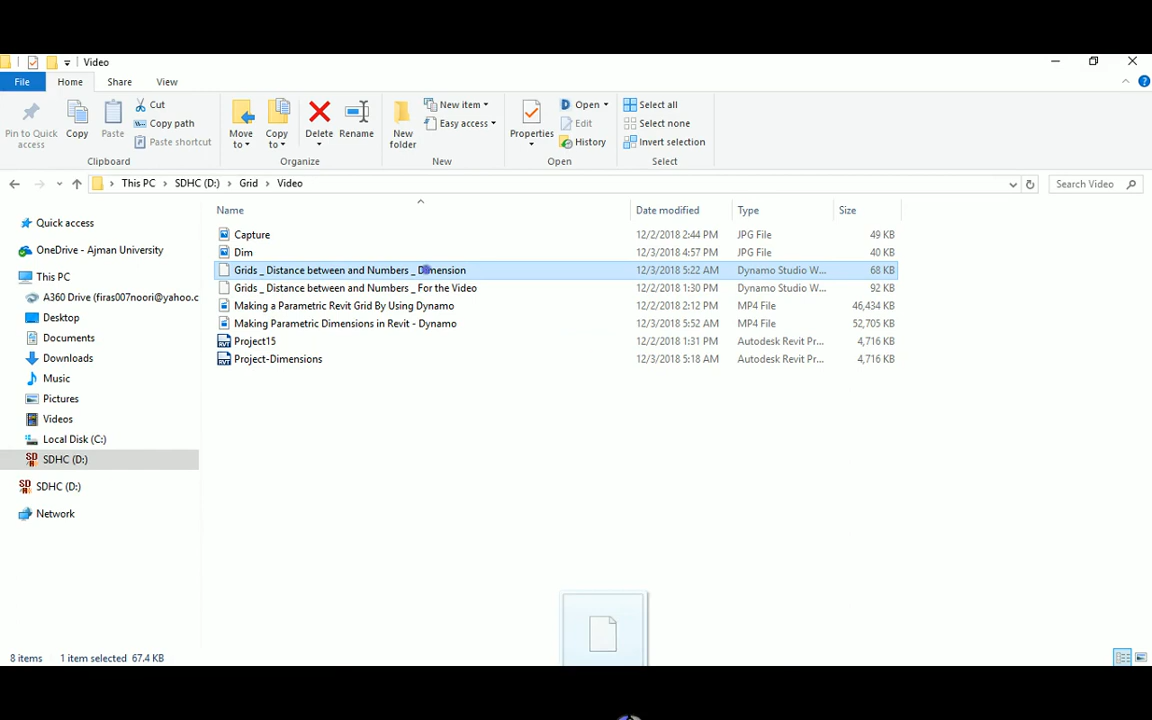 Video
File Home Share View
Pin to Quick access
Copy
Paste
Cut
Copy path
Paste shortcut
Clipboard
Move to
Copy to
Delete
Rename
Organize
New folder
New item
Easy access
New
Properties
Open
Edit
History
Open
Select all
Select none
Invert selection
Select
This PC SDHC (D:) Grid Video
Search Video
Name Date modified Type Size
Quick access
OneDrive - Ajman University
This PC
A360 Drive (firas007noori@yahoo.c
Desktop
Documents
Downloads
Music
Pictures
Videos
Local Disk (C:)
SDHC (D:)
SDHC (D:)
Network
Capture 12/2/2018 2:44 PM JPG File 49 KB
Dim 12/3/2018 4:57 PM JPG File 40 KB
Grids _ Distance between and Numbers _ Dimension 12/3/2018 5:22 AM Dynamo Studio W... 68 KB
Grids _ Distance between and Numbers _ For the Video 12/2/2018 1:30 PM Dynamo Studio W... 92 KB
Making a Parametric Revit Grid By Using Dynamo 12/2/2018 2:12 PM MP4 File 46,434 KB
Making Parametric Dimensions in Revit - Dynamo 12/3/2018 5:52 AM MP4 File 52,705 KB
Project15 12/2/2018 1:31 PM Autodesk Revit Pr... 4,716 KB
Project-Dimensions 12/3/2018 5:18 AM Autodesk Revit Pr... 4,716 KB
8 items 1 item selected 67.4 KB